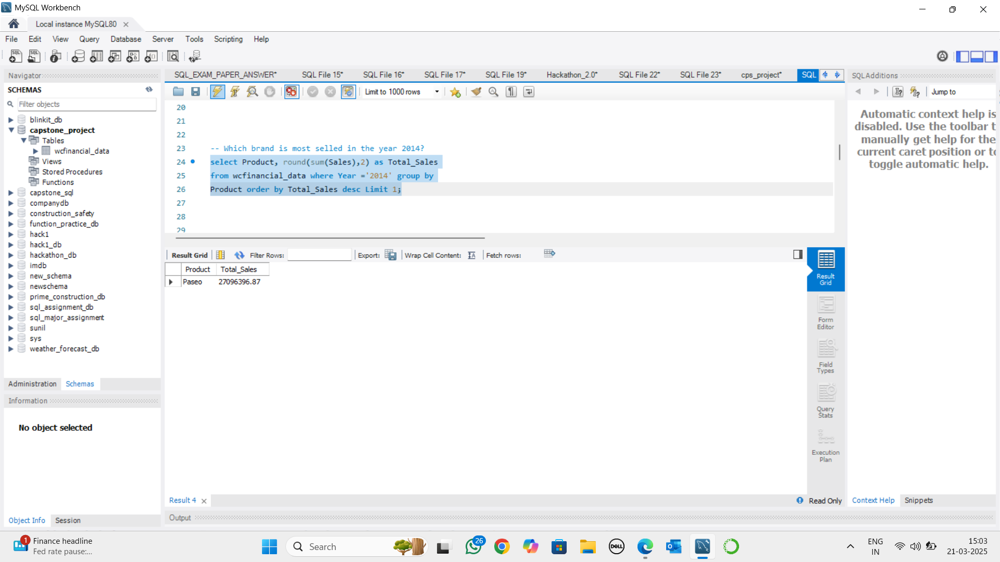 MySQL Workbench
Local instance MySQL80
File Edit View Query Database Server Tools Scripting Help
Navigator
SCHEMAS
Filter objects
blinkit_db
capstone_project
Tables
wcfinancial_data
Views
Stored Procedures
Functions
capstone_sql
companydb
construction_safety
function_practice_db
hack1
hack1_db
hackathon_db
imdb
new_schema
newschema
prime_construction_db
sql_assignment_db
sql_major_assignment
sunil
sys
weather_forecast_db
Administration Schemas
Information
No object selected
Object Info Session
SQL_EXAM_PAPER_ANSWER* SQL File 15* SQL File 16* SQL File 17* SQL File 19* Hackathon_2.0* SQL File 22* SQL File 23* cps_project* SQL
Limit to 1000 rows
20
21
22
23 -- Which brand is most selled in the year 2014?
24 select Product, round(sum(Sales),2) as Total_Sales
25 from wcfinancial_data where Year ='2014' group by
26 Product order by Total_Sales desc Limit 1;
27
28
29
Result Grid Filter Rows: Export: Wrap Cell Content: Fetch rows:
Product Total_Sales
Paseo 27096396.87
Result Grid
Form Editor
Field Types
Query Stats
Execution Plan
Result 4
Read Only
Output
SQLAdditions
Jump to
Automatic context help is
disabled. Use the toolbar t
manually get help for the
current caret position or to
toggle automatic help.
Context Help Snippets
1
Finance headline
Fed rate pause:...
Search
26
DELL
ENG
IN
15:03
21-03-2025